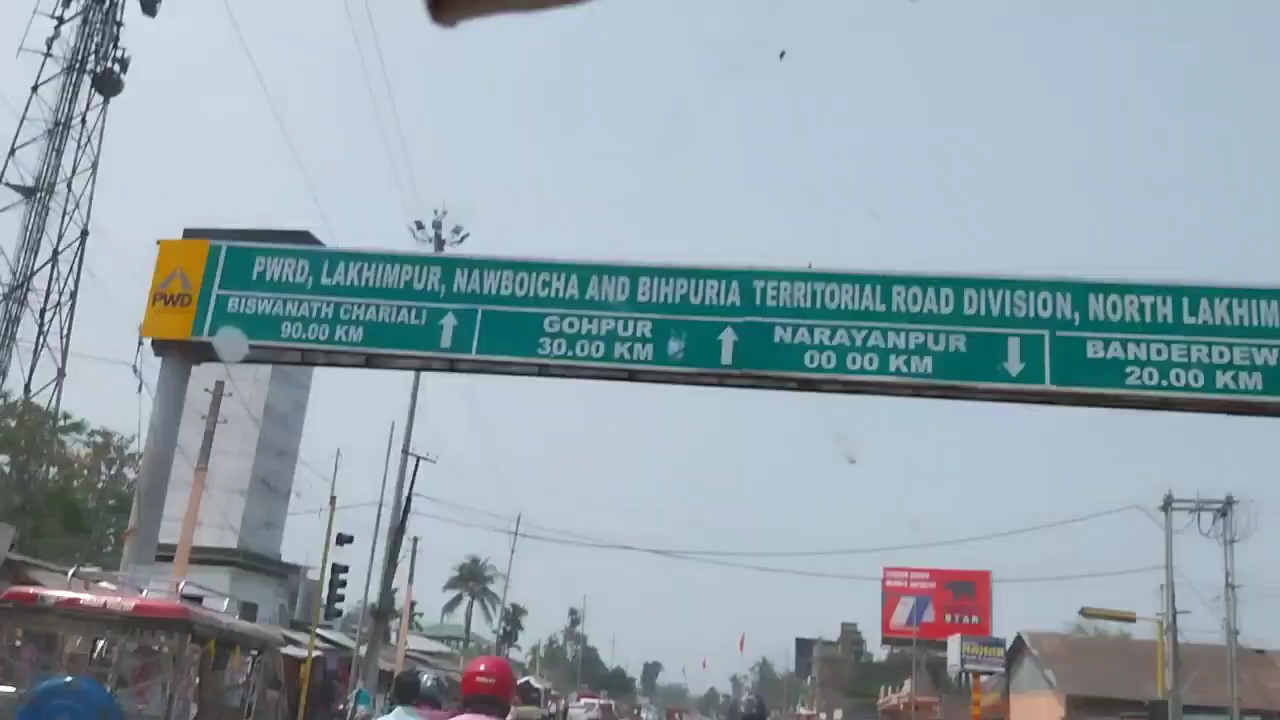 PWD
PWRD, LAKHIMPUR, NAWBOICHA AND BIHPURIA TERRITORIAL ROAD DIVISION, NORTH LAKHIM
BISWANATH CHARIALI
90.00 KM
GOHPUR
30.00 KM
NARAYANPUR
00 00 KM
BANDERDEW
20.00 KM
STAR